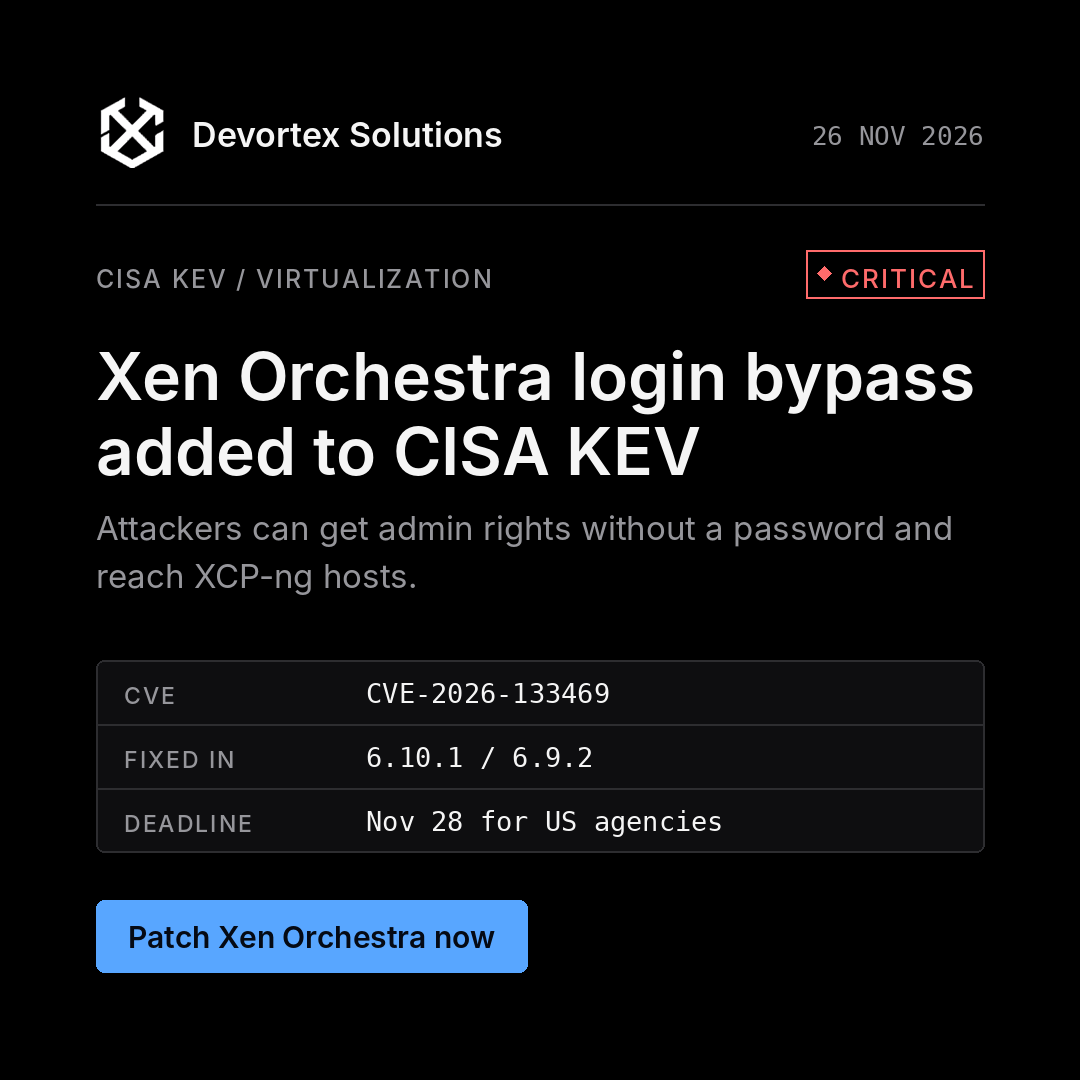 Devortex Solutions
26 NOV 2026
CISA KEV / VIRTUALIZATION
CRITICAL
Xen Orchestra login bypass
added to CISA KEV
Attackers can get admin rights without a password and
reach XCP-ng hosts.
CVE
CVE-2026-133469
FIXED IN
6.10.1 / 6.9.2
DEADLINE
Nov 28 for US agencies
Patch Xen Orchestra now